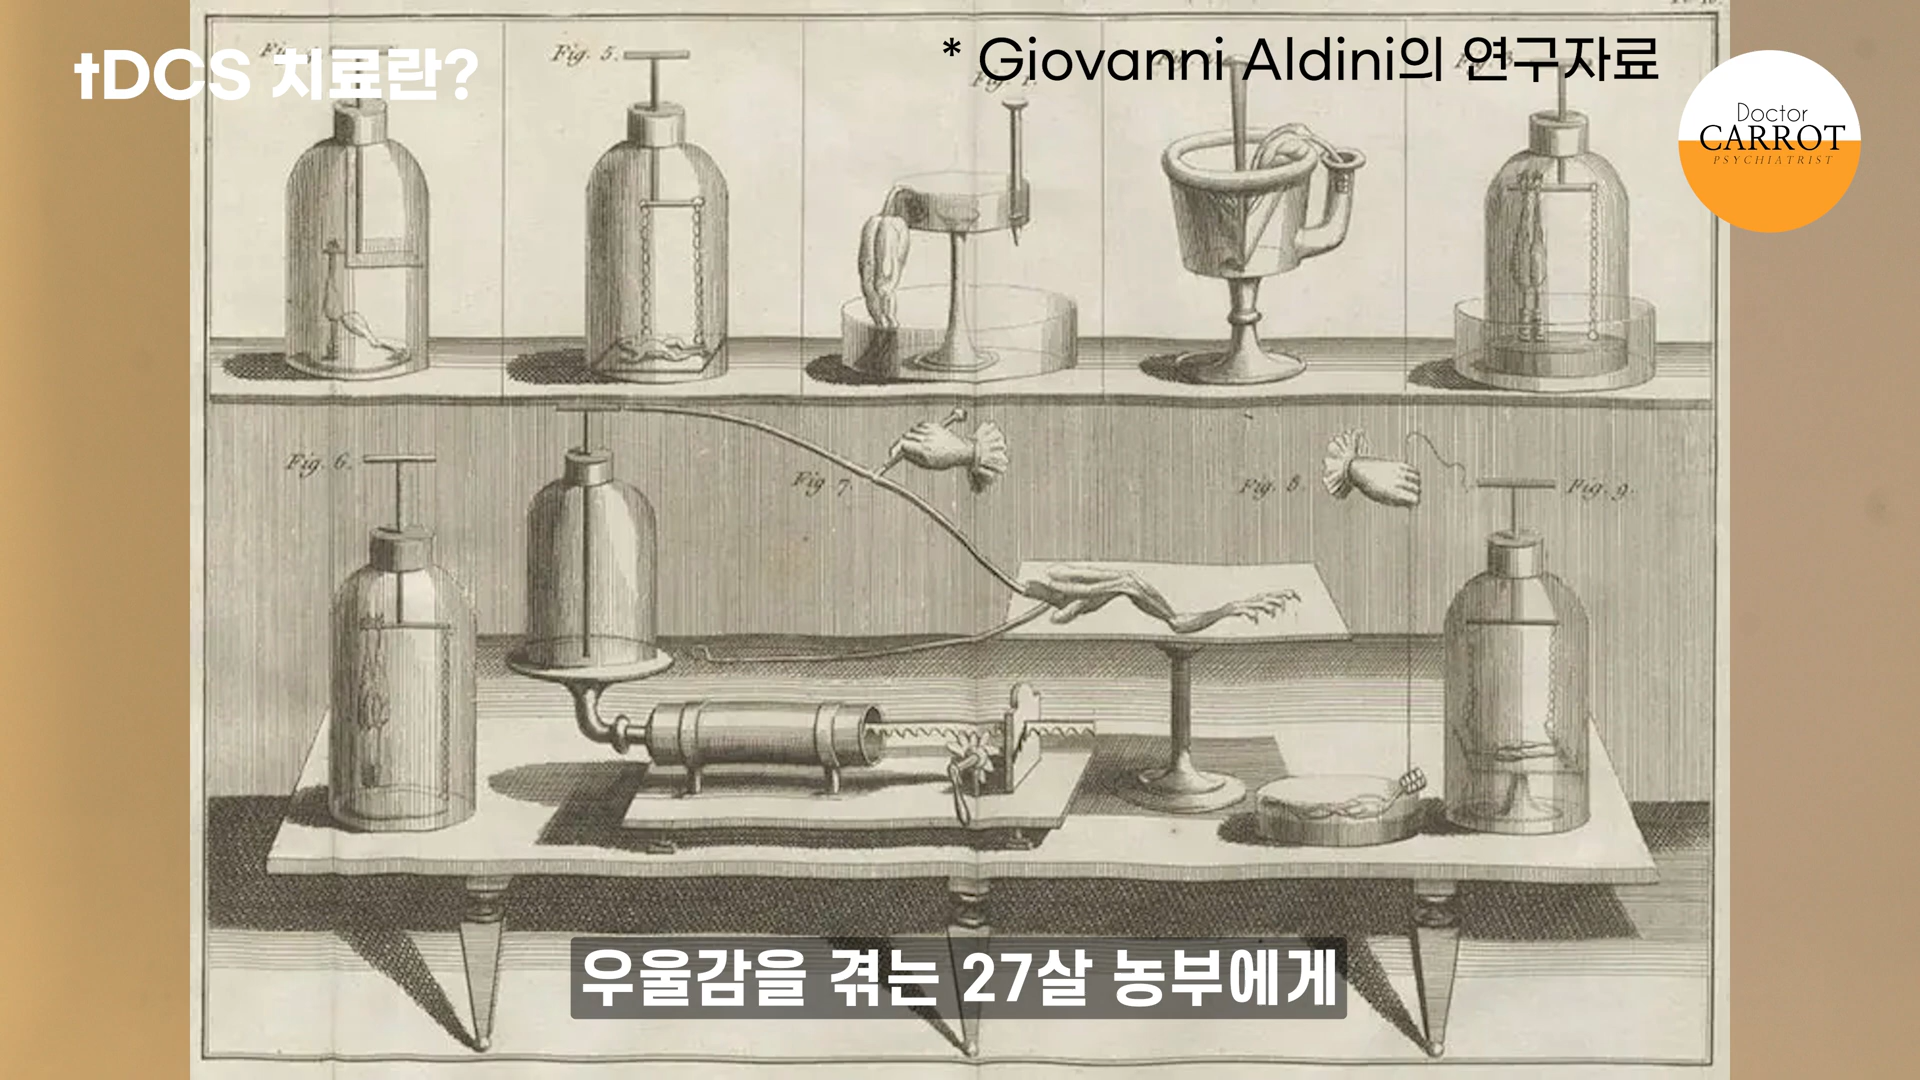 tDCS 치료란?
* Giovanni Aldini의 연구자료
Doctor
CARROT
PSYCHIATRIST
Fig. 5.
Fig. 1.
Fig. 6.
Fig. 7.
Fig. 8.
Fig. 9.
우울감을 겪는 27살 농부에게